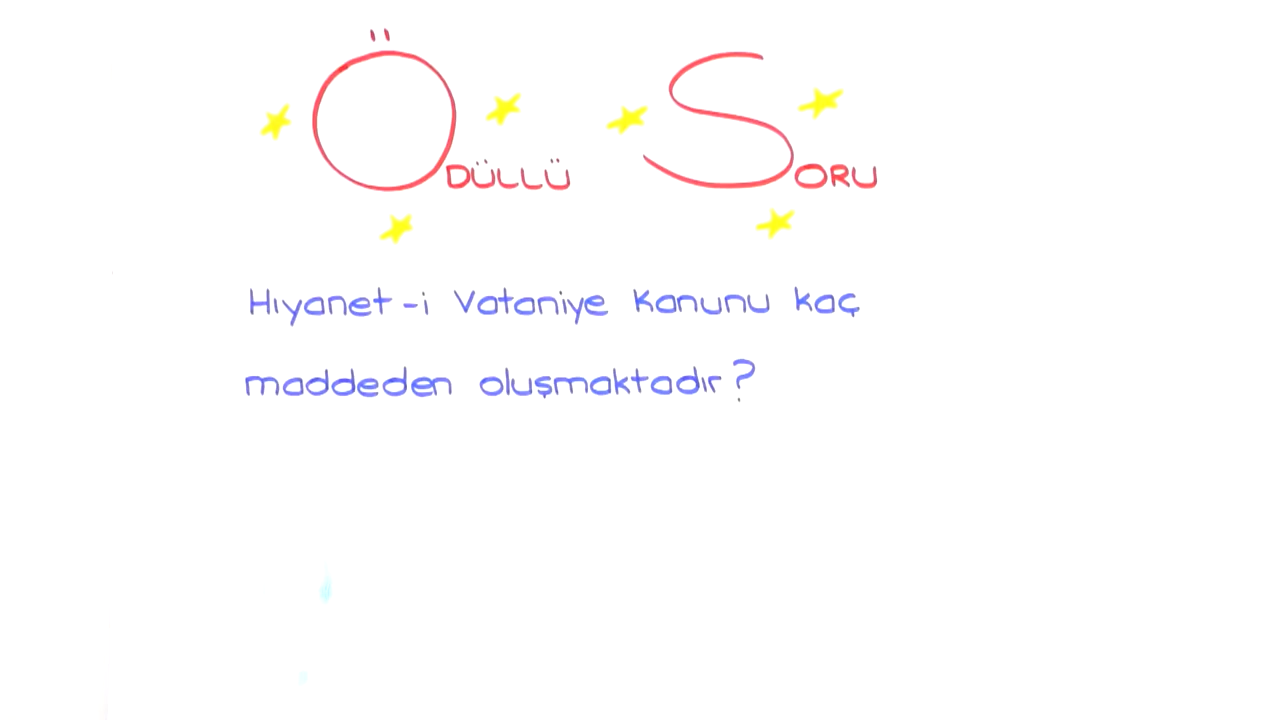 ÖDÜLLÜ SORU
Hıyanet-i Vataniye Kanunu kaç
maddeden oluşmaktadır?